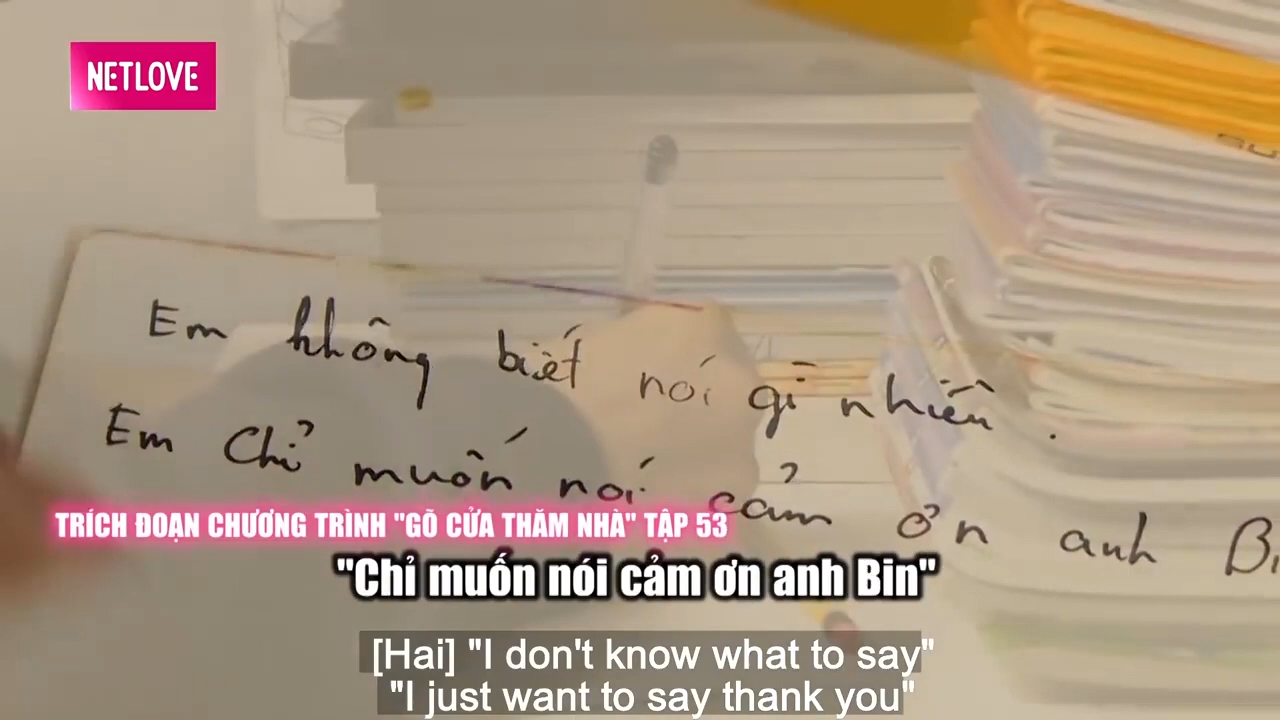 NETLOVE
Em không biết nói gì nhiều.
Em chỉ muốn nói cảm ơn anh Bi
TRÍCH ĐOẠN CHƯƠNG TRÌNH "GÕ CỬA THĂM NHÀ" TẬP 53
"Chỉ muốn nói cảm ơn anh Bin"
[Hai] "I don't know what to say"
"I just want to say thank you"